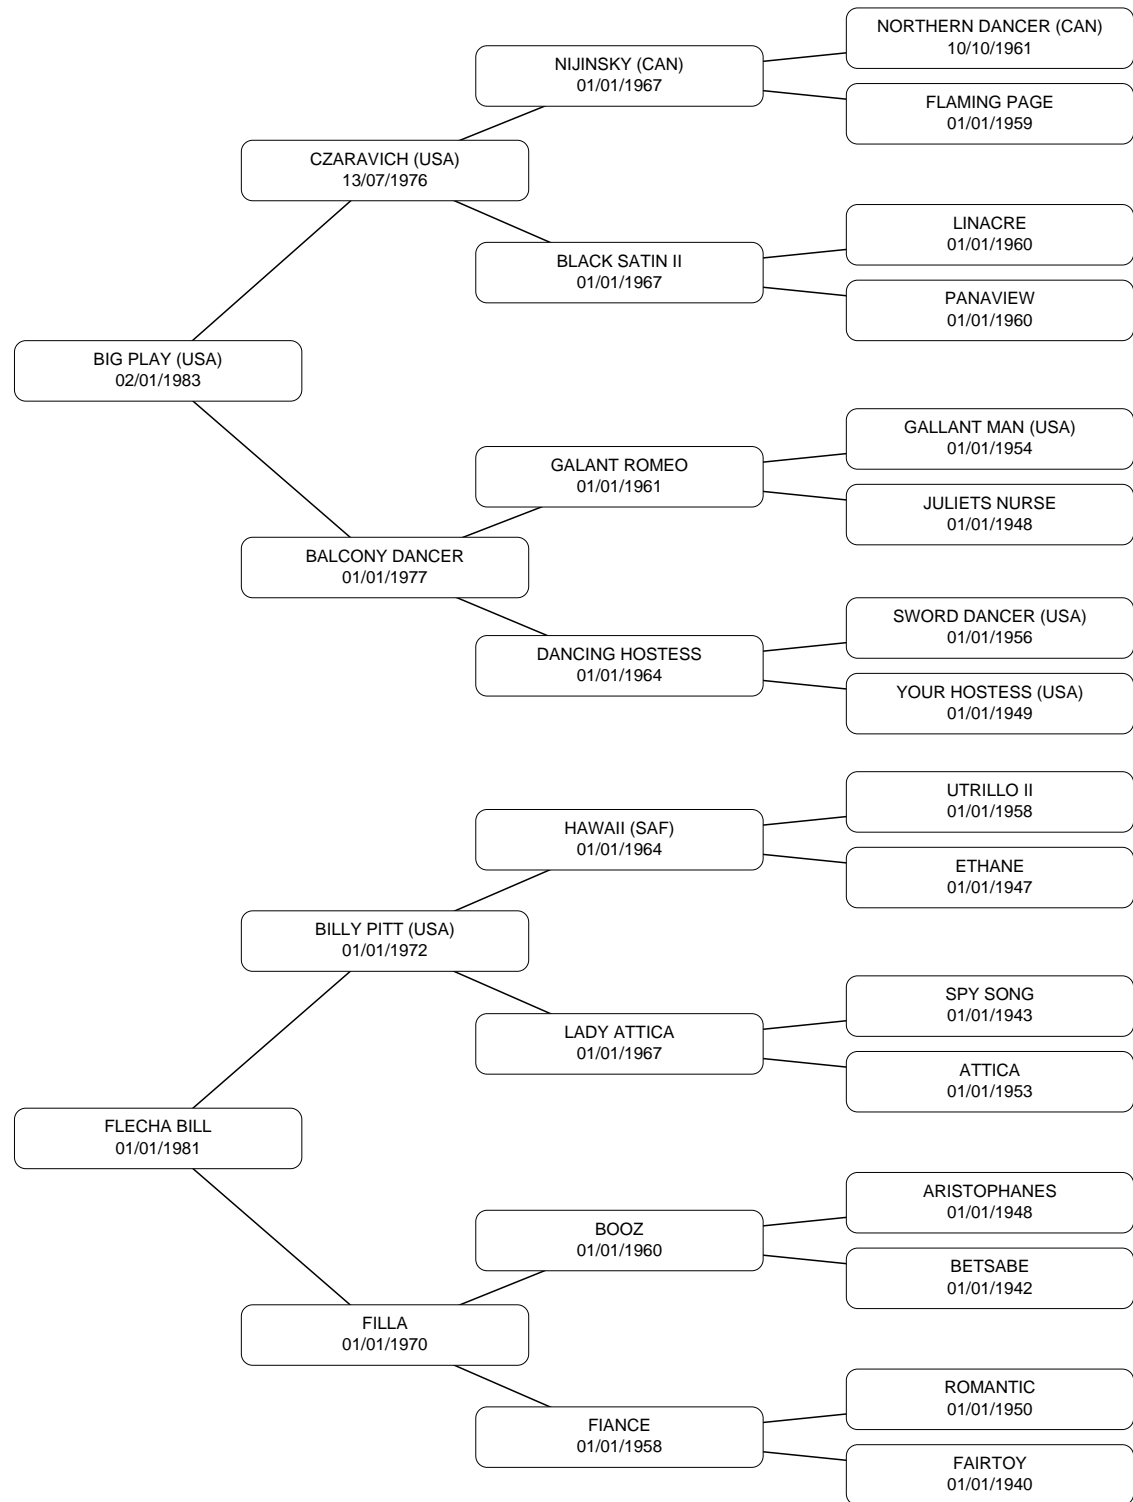 NORTHERN DANCER (CAN)
10/10/1961
NIJINSKY (CAN)
01/01/1967
FLAMING PAGE
01/01/1959
CZARAVICH (USA)
13/07/1976
LINACRE
01/01/1960
BLACK SATIN II
01/01/1967
PANAVIEW
01/01/1960
BIG PLAY (USA)
02/01/1983
GALLANT MAN (USA)
01/01/1954
GALANT ROMEO
01/01/1961
JULIETS NURSE
01/01/1948
BALCONY DANCER
01/01/1977
SWORD DANCER (USA)
01/01/1956
DANCING HOSTESS
01/01/1964
YOUR HOSTESS (USA)
01/01/1949
UTRILLO II
01/01/1958
HAWAII (SAF)
01/01/1964
ETHANE
01/01/1947
BILLY PITT (USA)
01/01/1972
SPY SONG
01/01/1943
LADY ATTICA
01/01/1967
ATTICA
01/01/1953
FLECHA BILL
01/01/1981
ARISTOPHANES
01/01/1948
BOOZ
01/01/1960
BETSABE
01/01/1942
FILLA
01/01/1970
ROMANTIC
01/01/1950
FIANCE
01/01/1958
FAIRTOY
01/01/1940